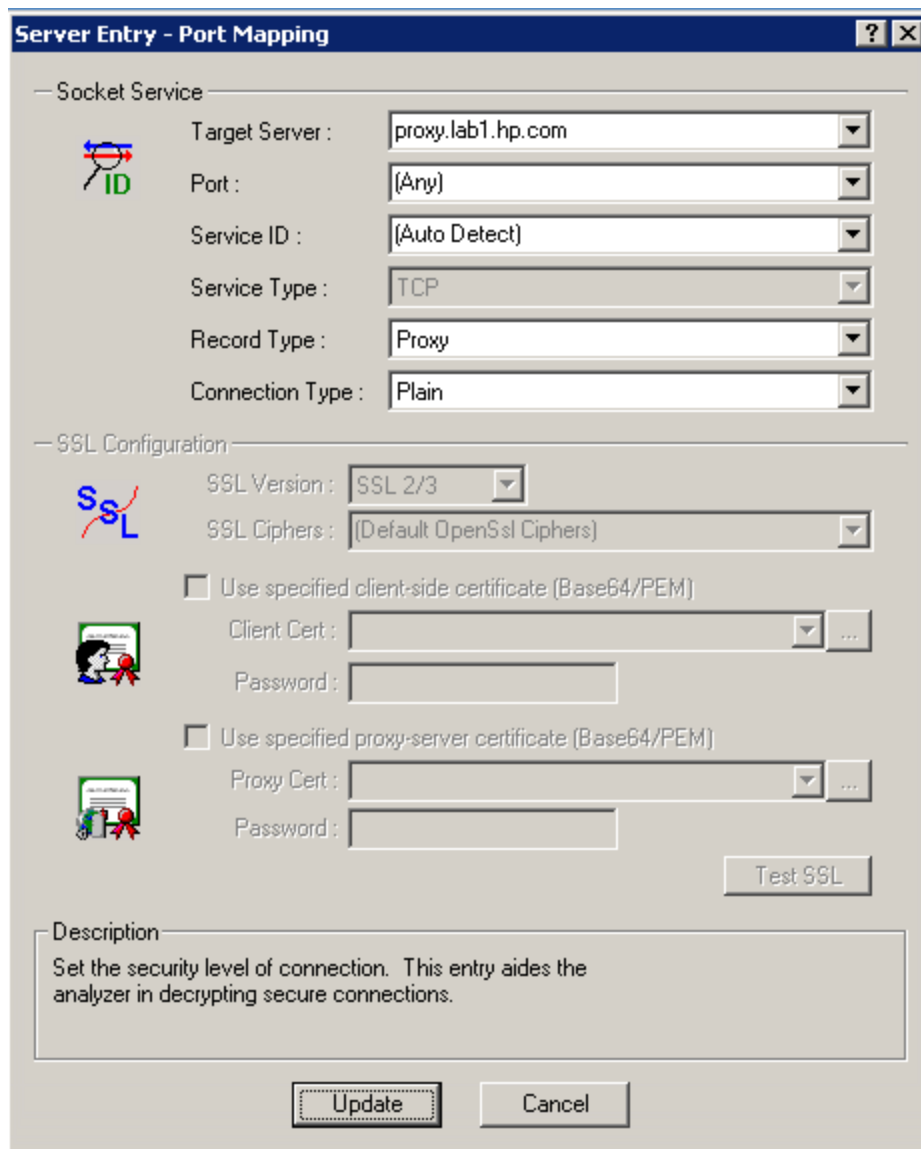 Server Entry - Port Mapping
? X
Socket Service
ID
Target Server :
proxy.lab1.hp.com
Port :
(Any)
Service ID :
(Auto Detect)
Service Type :
TCP
Record Type :
Proxy
Connection Type :
Plain
SSL Configuration
SSL
SSL Version :
SSL 2/3
SSL Ciphers :
(Default OpenSsl Ciphers)
Use specified client-side certificate (Base64/PEM)
Client Cert :
...
Password :
Use specified proxy-server certificate (Base64/PEM)
Proxy Cert :
...
Password :
Test SSL
Description
Set the security level of connection. This entry aides the
analyzer in decrypting secure connections.
Update
Cancel